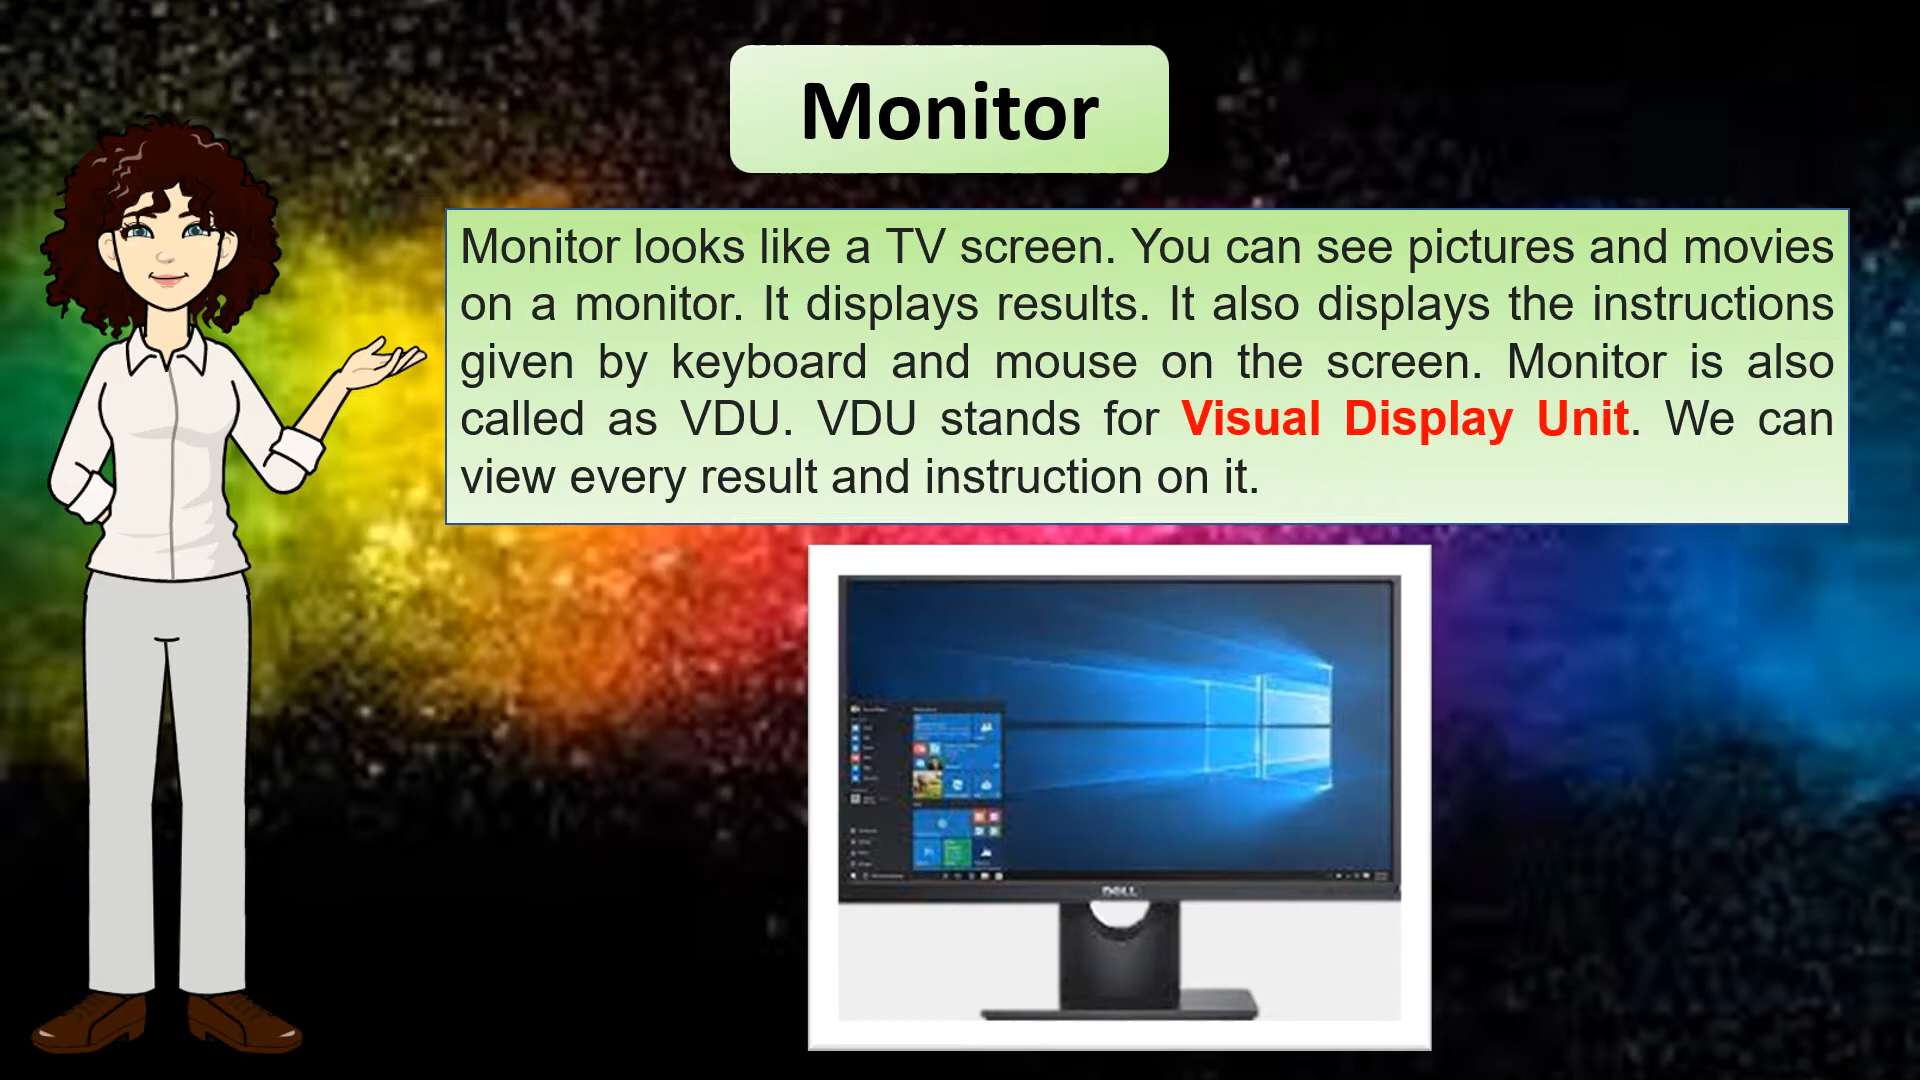 Monitor
Monitor looks like a TV screen. You can see pictures and movies
on a monitor. It displays results. It also displays the instructions
given by keyboard and mouse on the screen. Monitor is also
called as VDU. VDU stands for Visual Display Unit. We can
view every result and instruction on it.
DELL